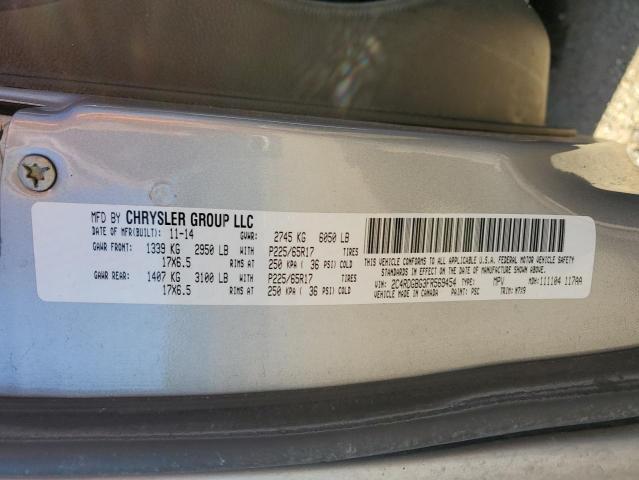 MFD BY CHRYSLER GROUP LLC
DATE OF MFR(BUILT): 11-14 GVWR: 2745 KG 6050 LB
GAWR FRONT: 1339 KG 2950 LB WITH P225/65R17 TIRES
17X6.5 RIMS AT 250 KPA ( 36 PSI) COLD
GAWR REAR: 1407 KG 3100 LB WITH P225/65R17 TIRES
17X6.5 RIMS AT 250 KPA ( 36 PSI) COLD
THIS VEHICLE CONFORMS TO ALL APPLICABLE U.S.A. FEDERAL MOTOR VEHICLE SAFETY
STANDARDS IN EFFECT ON THE DATE OF MANUFACTURE SHOWN ABOVE.
VIN: 2C4RDGBG3FR569454 TYPE: MPV MDH: 111104 117AA
VEHICLE MADE IN CANADA PAINT: PSC TRIM: